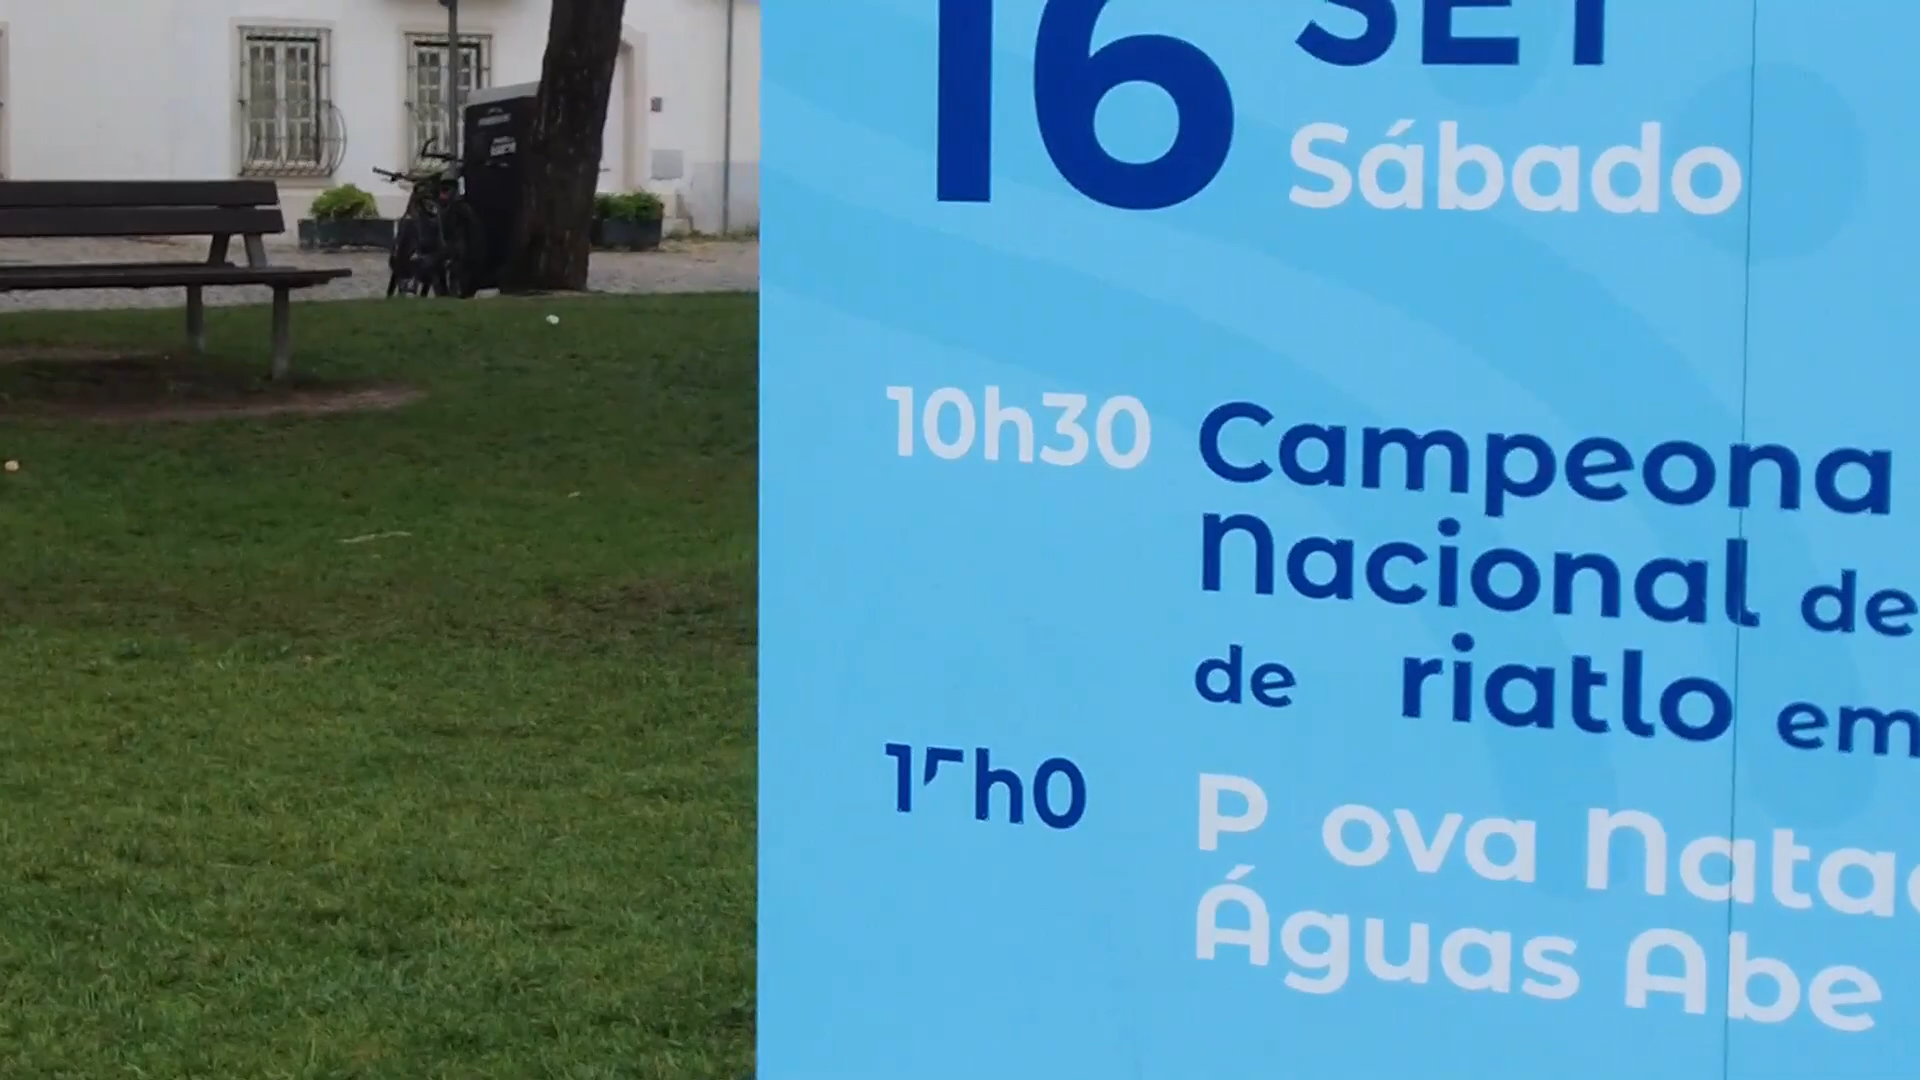 16 SET
Sábado
10h30 Campeona
Nacional de
de riatlo em
P ova Nata
Águas Abe